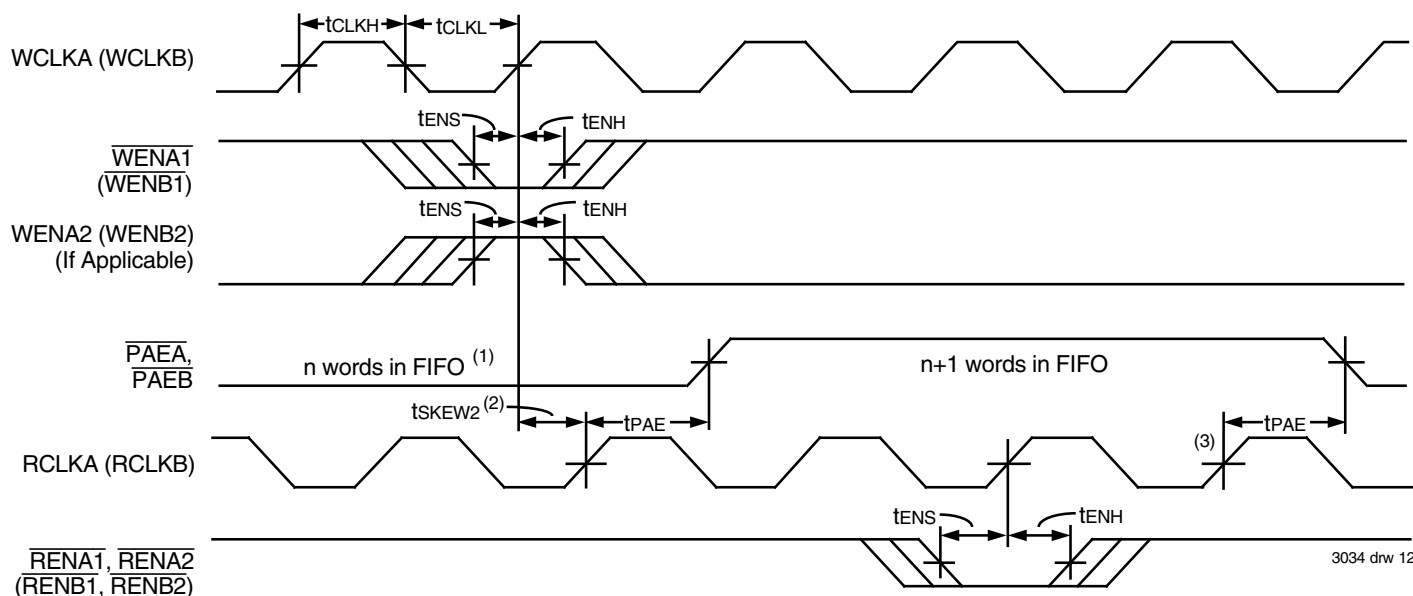 tCLKH tCLKL
WCLKA (WCLKB)
tENS tENH
WENA1
(WENB1)
tENS tENH
WENA2 (WENB2)
(If Applicable)
PAEA,
PAEB
n words in FIFO (1) n+1 words in FIFO
tSKEW2 (2) tPAE tPAE
RCLKA (RCLKB) (3)
tENS tENH
RENA1, RENA2
(RENB1, RENB2)
3034 drw 12